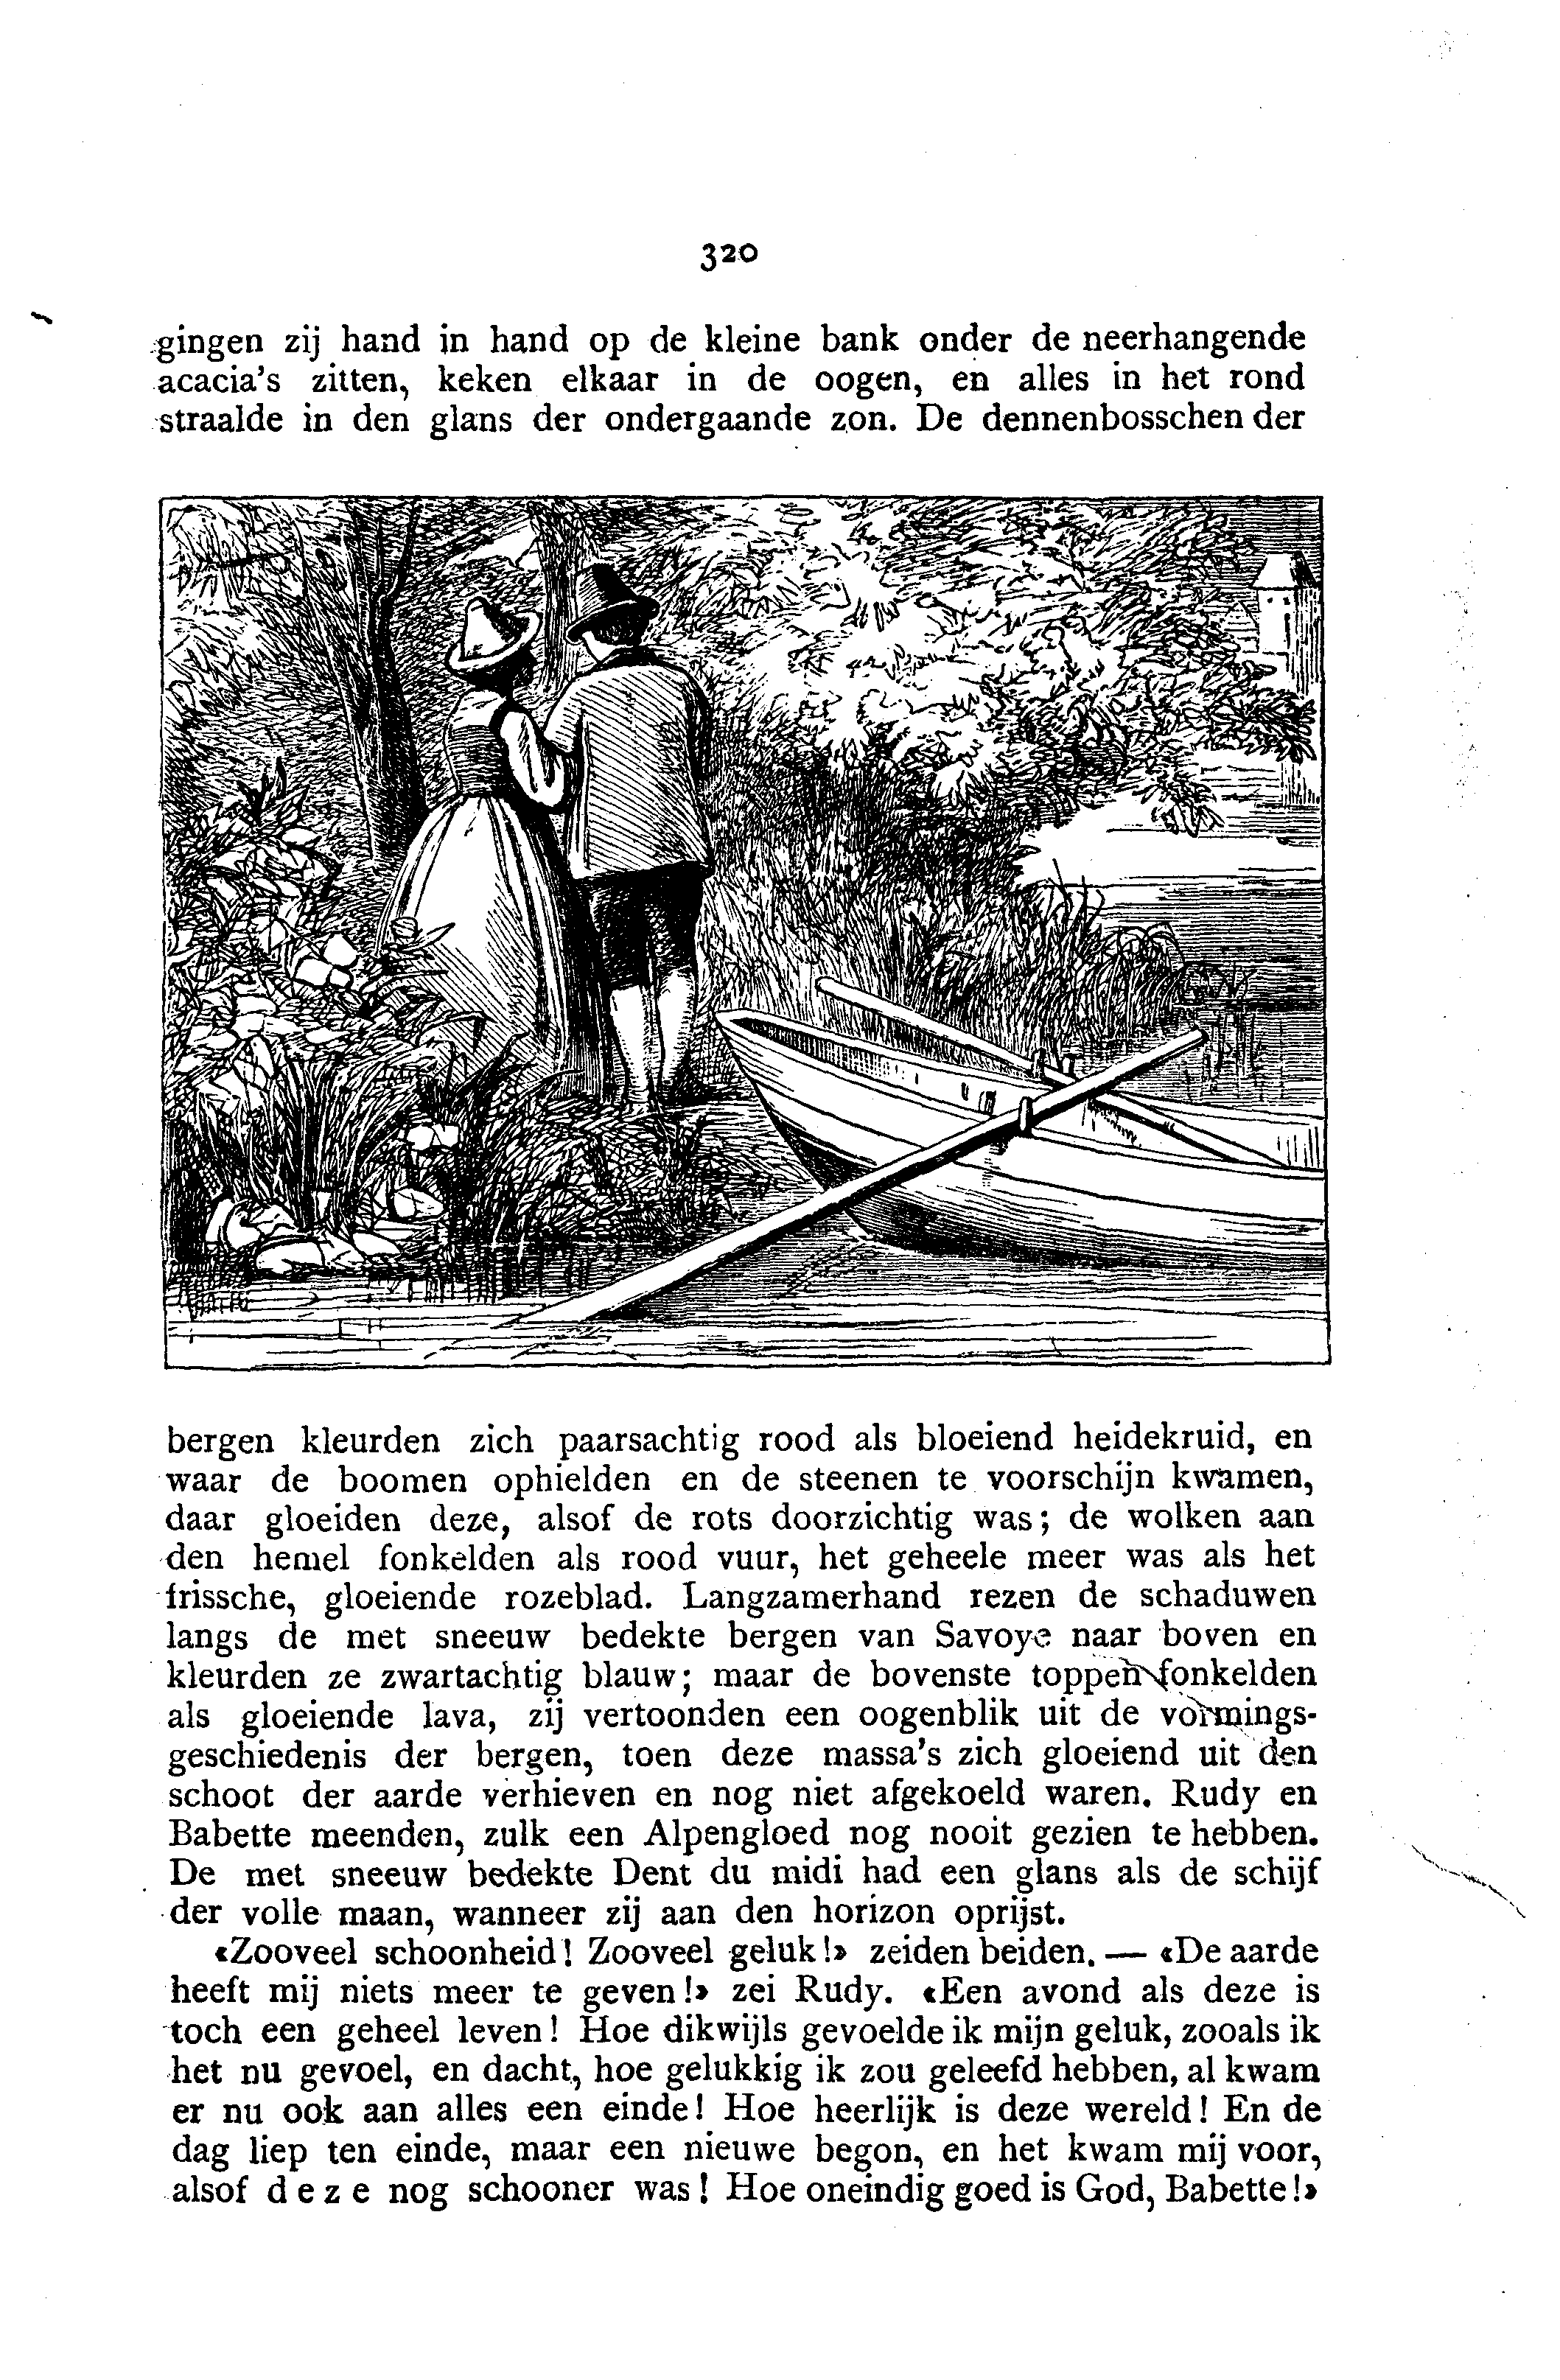 320
gingen zij hand in hand op de kleine bank onder de neerhangende
acacia's zitten, keken elkaar in de oogen, en alles in het rond
straalde in den glans der ondergaande zon. De dennenbosschen der
bergen kleurden zich paarsachtig rood als bloeiend heidekruid, en
waar de boomen ophielden en de steenen te voorschijn kwamen,
daar gloeiden deze, alsof de rots doorzichtig was; de wolken aan
den hemel fonkelden als rood vuur, het geheele meer was als het
frissche, gloeiende rozeblad. Langzamerhand rezen de schaduwen
langs de met sneeuw bedekte bergen van Savoye naar boven en
kleurden ze zwartachtig blauw; maar de bovenste toppen fonkelden
als gloeiende lava, zij vertoonden een oogenblik uit de vormings-
geschiedenis der bergen, toen deze massa's zich gloeiend uit den
schoot der aarde verhieven en nog niet afgekoeld waren. Rudy en
Babette meenden, zulk een Alpengloed nog nooit gezien te hebben.
De met sneeuw bedekte Dent du midi had een glans als de schijf
der volle maan, wanneer zij aan den horizon oprijst.
«Zooveel schoonheid! Zooveel geluk!» zeiden beiden. — «De aarde
heeft mij niets meer te geven!» zei Rudy. «Een avond als deze is
toch een geheel leven! Hoe dikwijls gevoelde ik mijn geluk, zooals ik
het nu gevoel, en dacht, hoe gelukkig ik zou geleefd hebben, al kwam
er nu ook aan alles een einde! Hoe heerlijk is deze wereld! En de
dag liep ten einde, maar een nieuwe begon, en het kwam mij voor,
alsof deze nog schooner was! Hoe oneindig goed is God, Babette!»